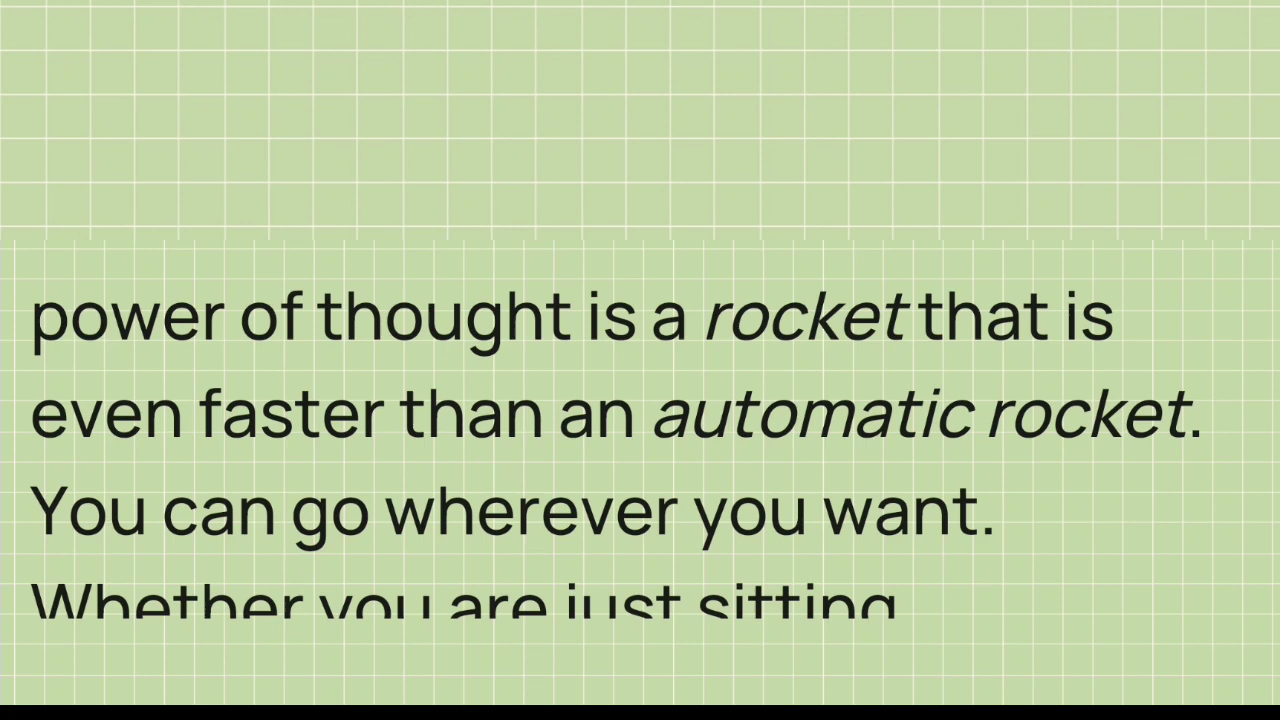 power of thought is a rocket that is
even faster than an automatic rocket.
You can go wherever you want.
Whether you are just sitting